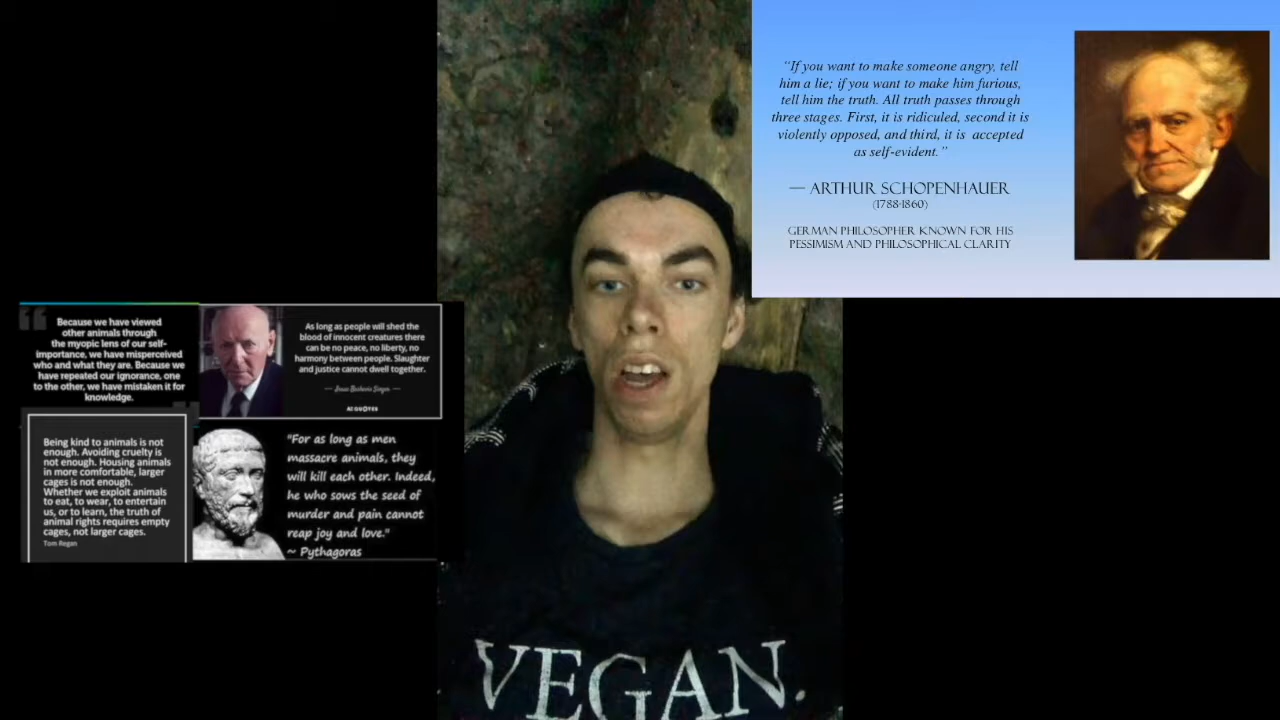 “If you want to make someone angry, tell
him a lie; if you want to make him furious,
tell him the truth. All truth passes through
three stages. First, it is ridiculed, second it is
violently opposed, and third, it is accepted
as self-evident.”
— ARTHUR SCHOPENHAUER
(1788-1860)
GERMAN PHILOSOPHER KNOWN FOR HIS
PESSIMISM AND PHILOSOPHICAL CLARITY
Because we have viewed
other animals through
the myopic lens of our self-
importance, we have misperceived
who and what they are. Because we
have repeated our ignorance, one
to the other, we have mistaken it for
knowledge.
As long as people will shed the
blood of innocent creatures there
can be no peace, no liberty, no
harmony between people. Slaughter
and justice cannot dwell together.
— Isaac Bashevis Singer —
AZ QUOTES
Being kind to animals is not
enough. Avoiding cruelty is
not enough. Housing animals
in more comfortable, larger
cages is not enough.
Whether we exploit animals
to eat, to wear, to entertain
us, or to learn, the truth of
animal rights requires empty
cages, not larger cages.
Tom Regan
"For as long as men
massacre animals, they
will kill each other. Indeed,
he who sows the seed of
murder and pain cannot
reap joy and love."
~ Pythagoras
VEGAN.